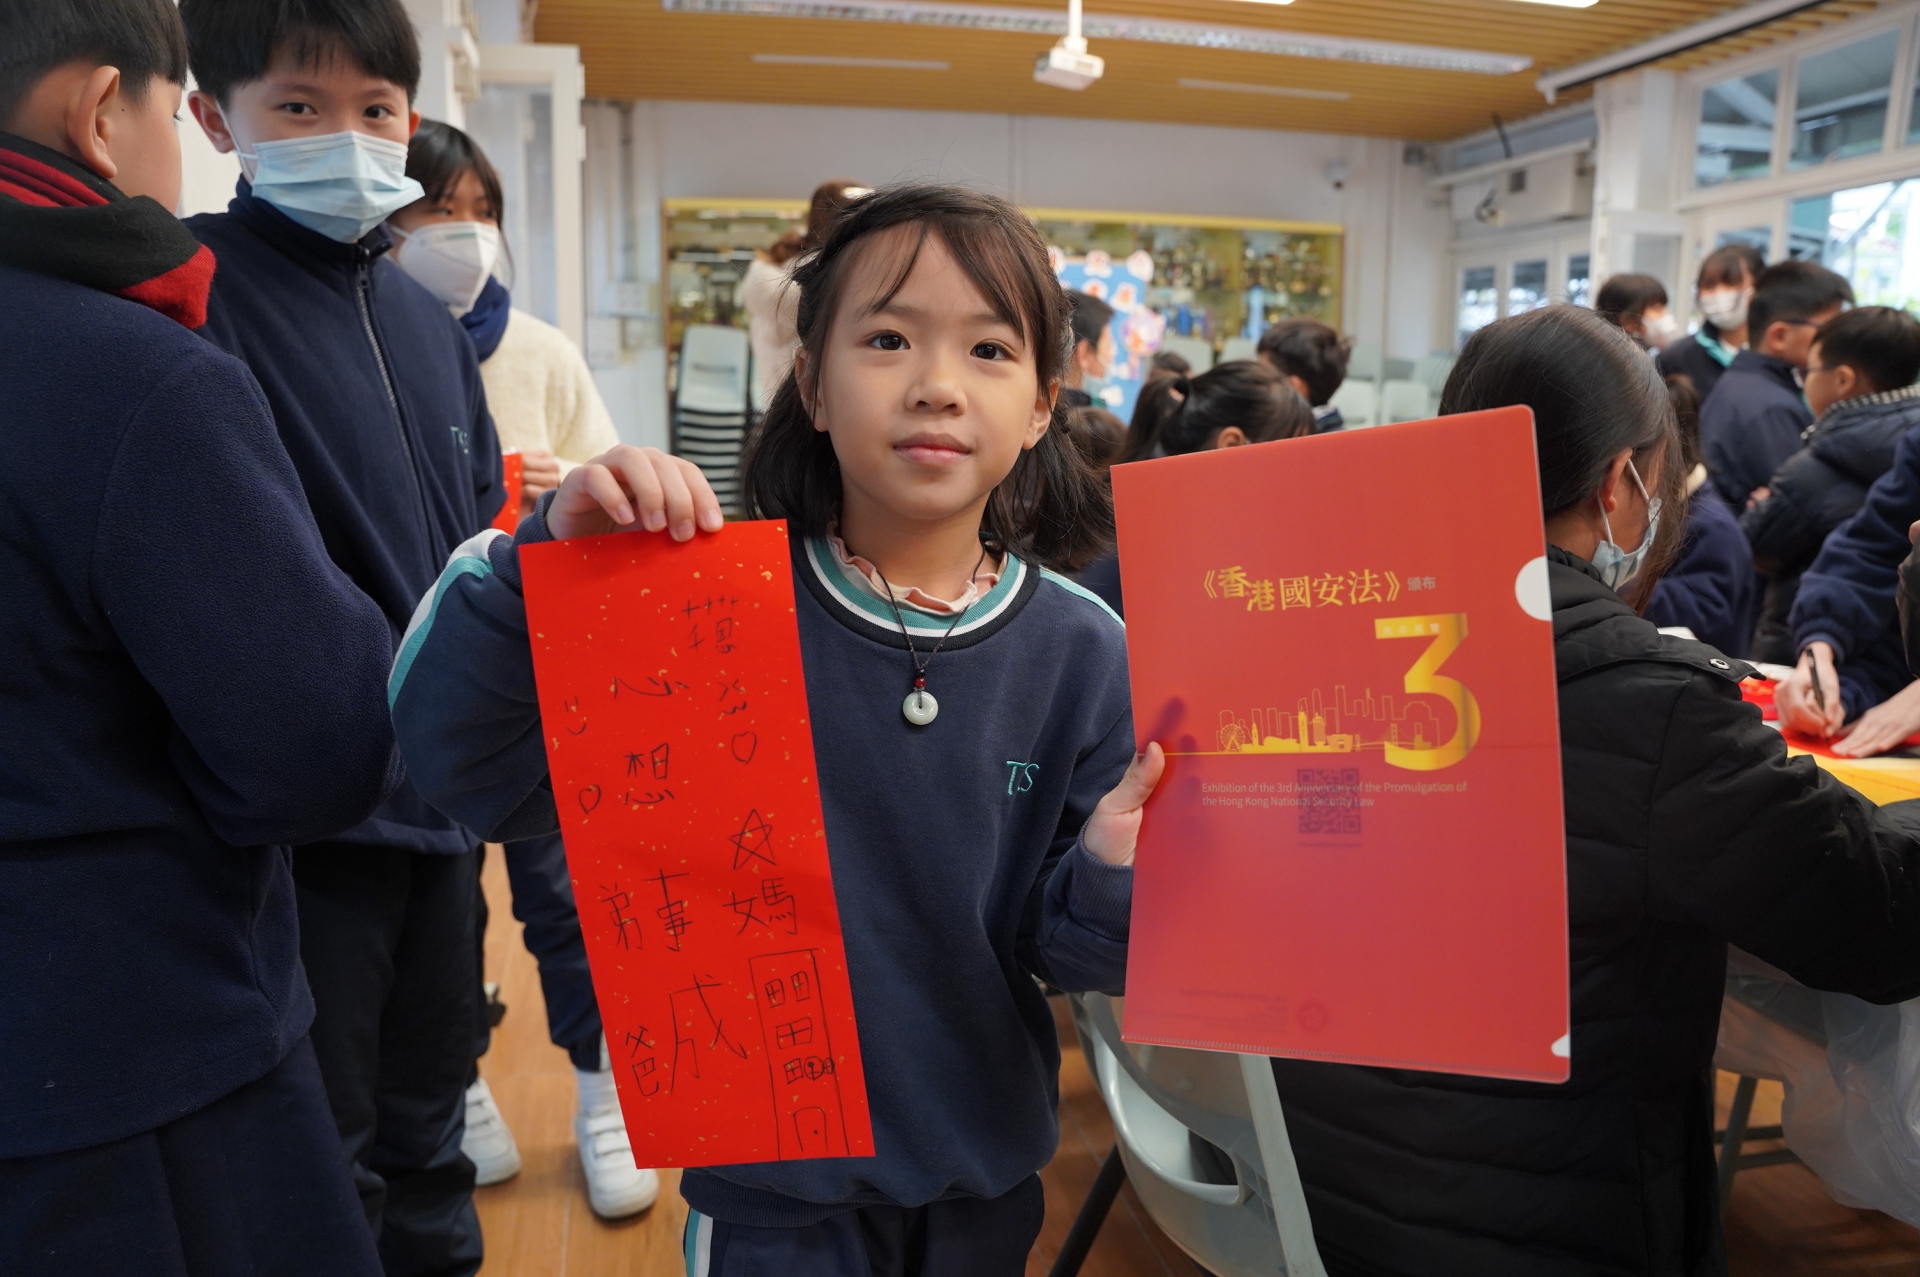 心
想
事
成
媽
弟
爸
TSS
《香港國安法》頒布
3
Exhibition of the 3rd Anniversary of the Promulgation of
the Hong Kong National Security Law